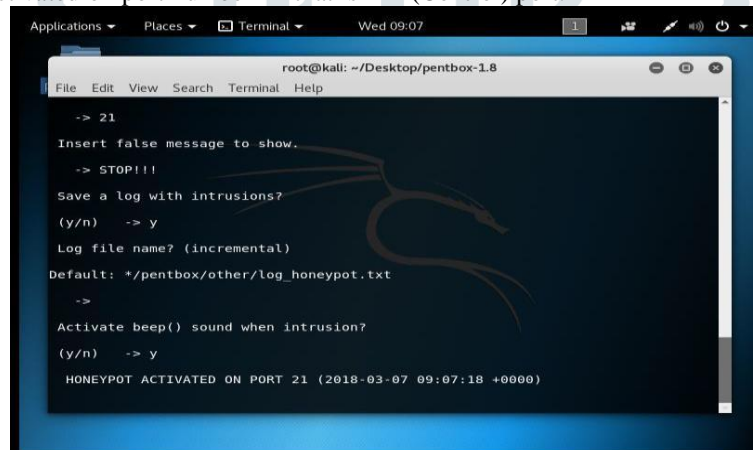 Applications Places Terminal Wed 09:07 1
root@kali: ~/Desktop/pentbox-1.8
File Edit View Search Terminal Help
-> 21
Insert false message to show.
-> STOP!!!
Save a log with intrusions?
(y/n) -> y
Log file name? (incremental)
Default: */pentbox/other/log_honeypot.txt
->
Activate beep() sound when intrusion?
(y/n) -> y
HONEYPOT ACTIVATED ON PORT 21 (2018-03-07 09:07:18 +0000)